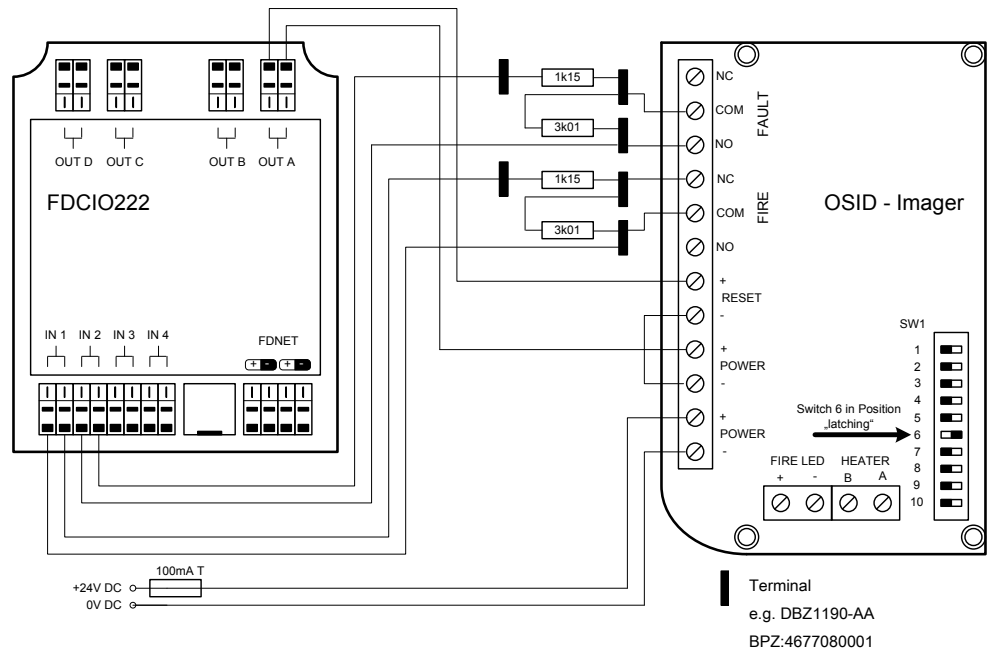 OUT D OUT C OUT B OUT A
FDCIO222
IN 1 IN 2 IN 3 IN 4
FDNET
+ - + -
1k15
3k01
1k15
3k01
NC
COM
NO
FAULT
NC
COM
NO
FIRE
+
RESET
-
+
POWER
-
+
POWER
-
OSID - Imager
SW1
1
2
3
4
5
6
7
8
9
10
Switch 6 in Position
„latching“
FIRE LED HEATER
+ - B A
100mA T
+24V DC
0V DC
Terminal
e.g. DBZ1190-AA
BPZ:4677080001